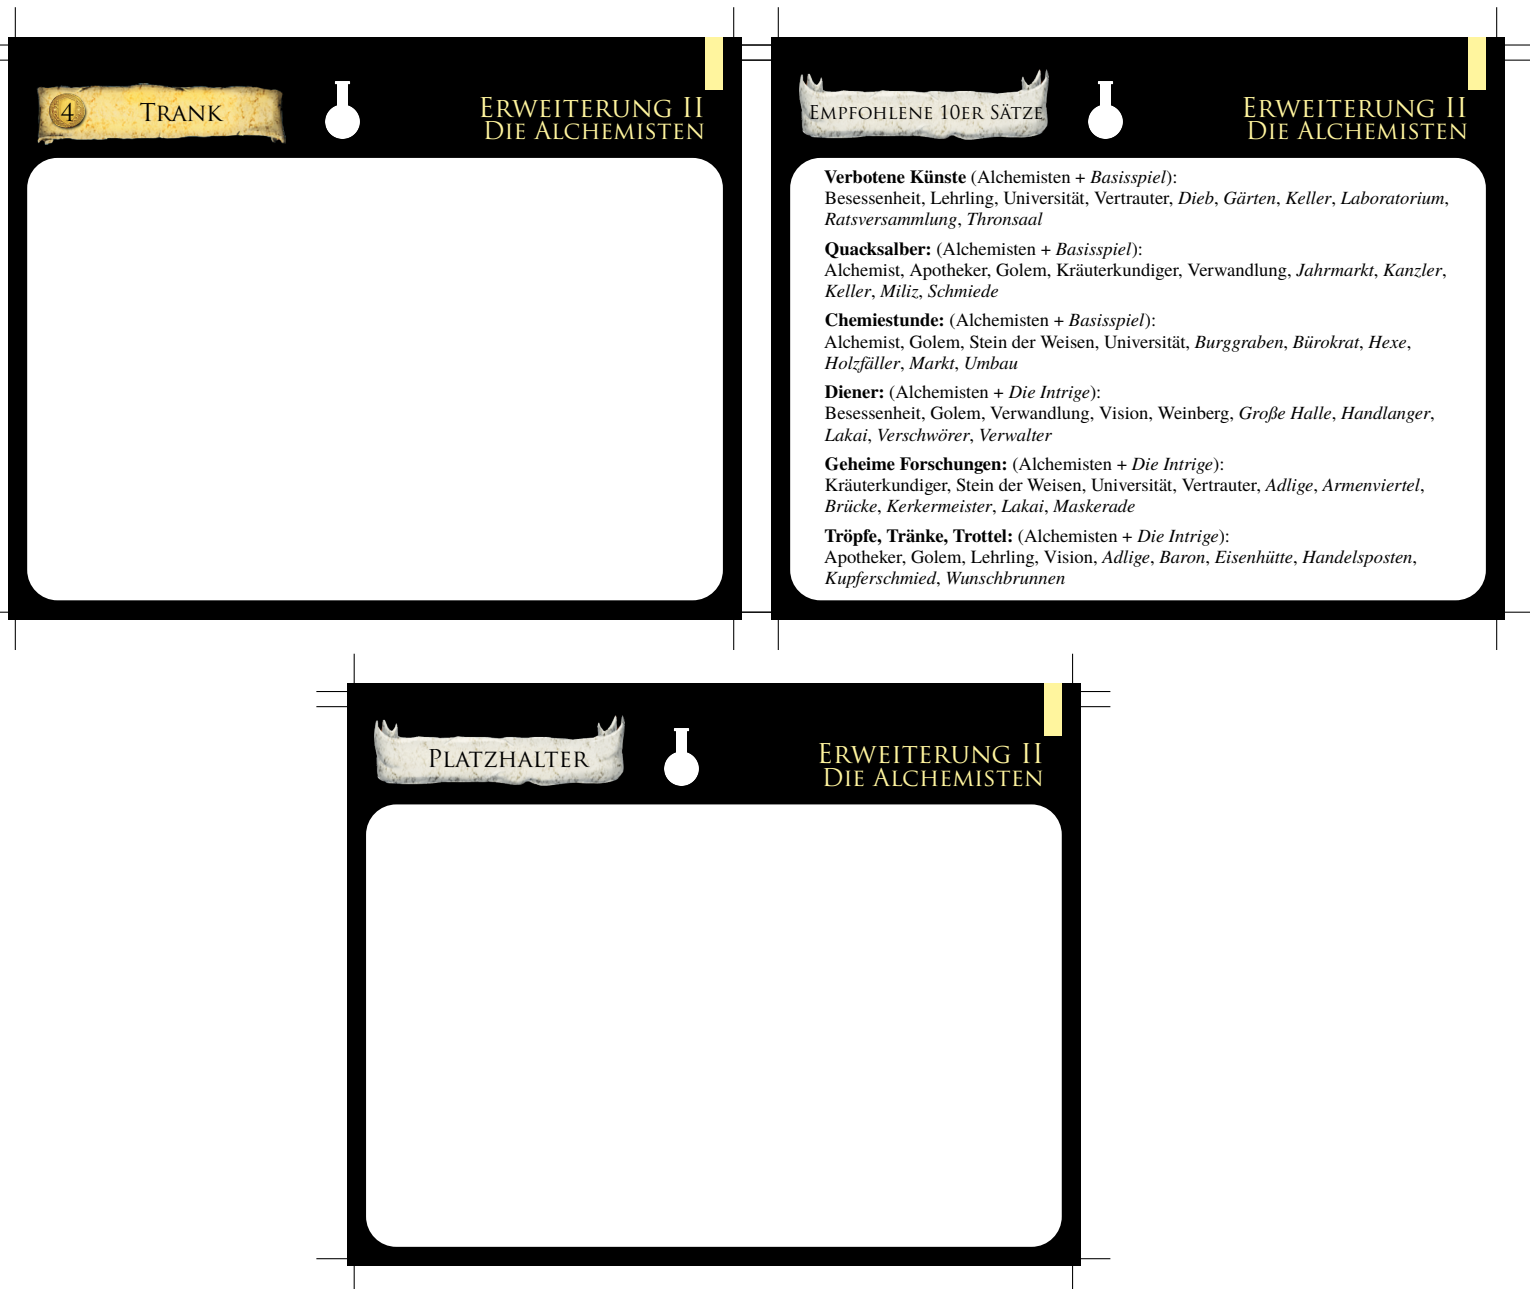 4
TRANK
ERWEITERUNG II
DIE ALCHEMISTEN
EMPFOHLENE 10ER SÄTZE
ERWEITERUNG II
DIE ALCHEMISTEN
Verbotene Künste (Alchemisten + Basisspiel):
Besessenheit, Lehrling, Universität, Vertrauter, Dieb, Gärten, Keller, Laboratorium,
Ratsversammlung, Thronsaal
Quacksalber: (Alchemisten + Basisspiel):
Alchemist, Apotheker, Golem, Kräuterkundiger, Verwandlung, Jahrmarkt, Kanzler,
Keller, Miliz, Schmiede
Chemiestunde: (Alchemisten + Basisspiel):
Alchemist, Golem, Stein der Weisen, Universität, Burggraben, Bürokrat, Hexe,
Holzfäller, Markt, Umbau
Diener: (Alchemisten + Die Intrige):
Besessenheit, Golem, Verwandlung, Vision, Weinberg, Große Halle, Handlanger,
Lakai, Verschwörer, Verwalter
Geheime Forschungen: (Alchemisten + Die Intrige):
Kräuterkundiger, Stein der Weisen, Universität, Vertrauter, Adlige, Armenviertel,
Brücke, Kerkermeister, Lakai, Maskerade
Tröpfe, Tränke, Trottel: (Alchemisten + Die Intrige):
Apotheker, Golem, Lehrling, Vision, Adlige, Baron, Eisenhütte, Handelsposten,
Kupferschmied, Wunschbrunnen
PLATZHALTER
ERWEITERUNG II
DIE ALCHEMISTEN